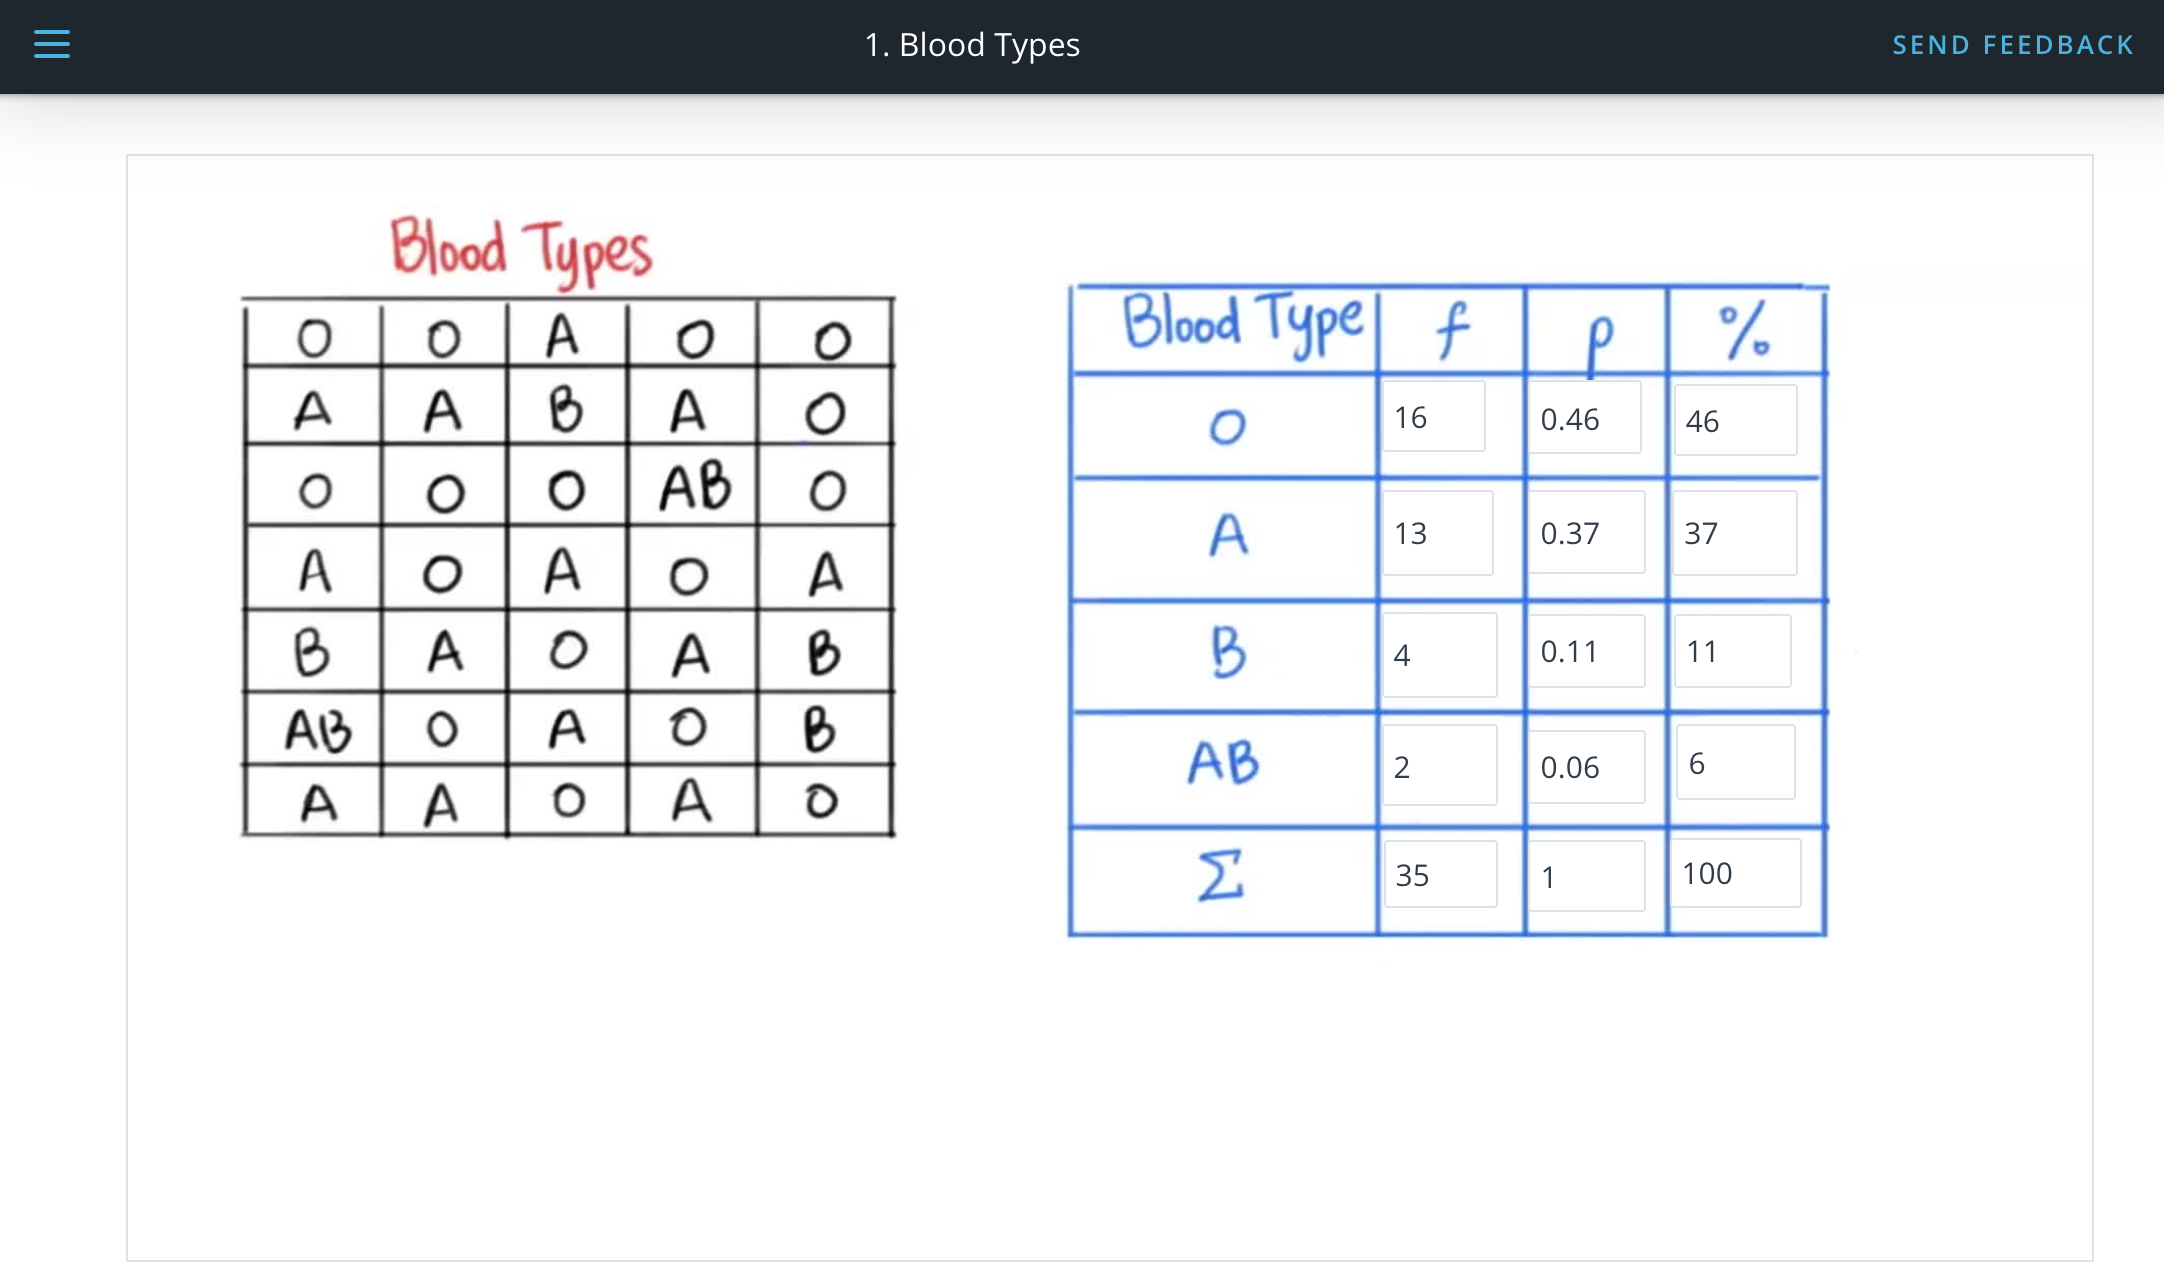 1. Blood Types
SEND FEEDBACK
Blood Types
O O A O O
A A B A O
O O O AB O
A O A O A
B A O A B
AB O A O B
A A O A O
Blood Type f p %
O 16 0.46 46
A 13 0.37 37
B 4 0.11 11
AB 2 0.06 6
Σ 35 1 100